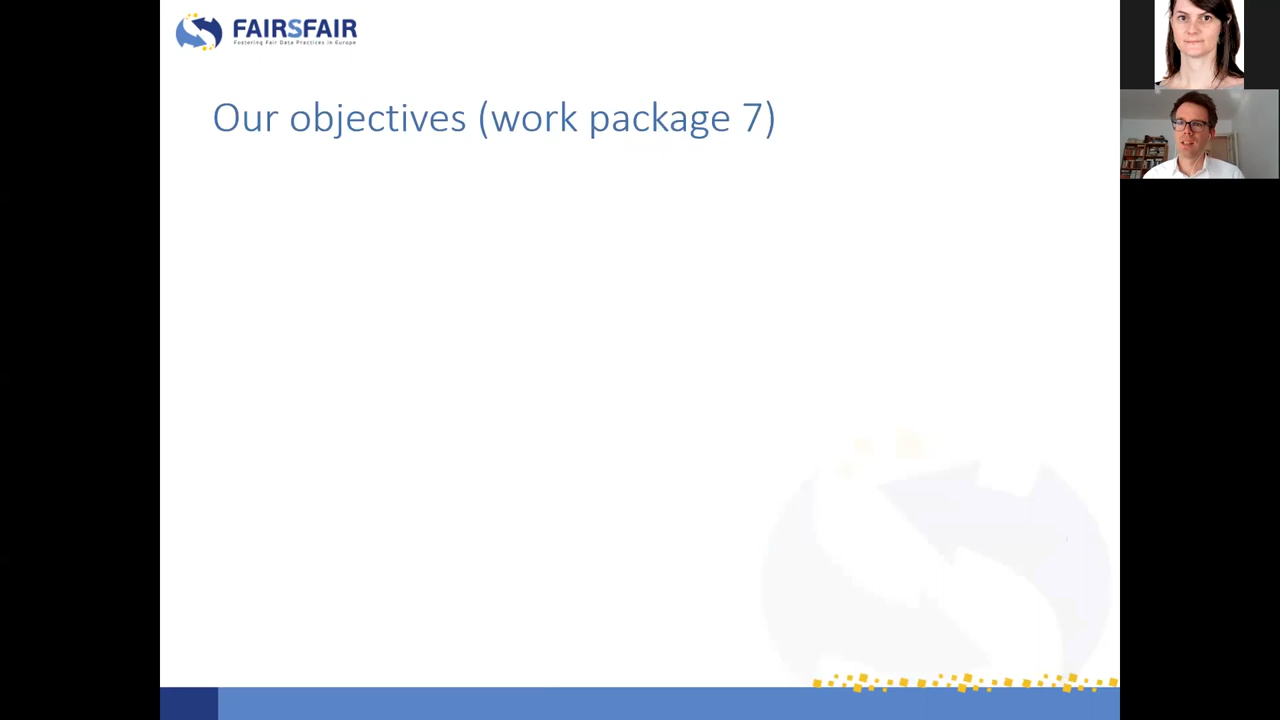 FAIRSFAIR
Fostering Fair Data Practices in Europe
Our objectives (work package 7)